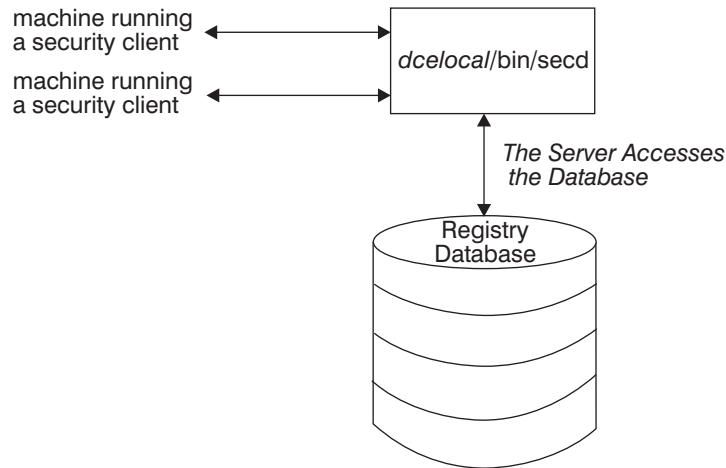 machine running
a security client
machine running
a security client
dcelocal/bin/secd
The Server Accesses
the Database
Registry
Database